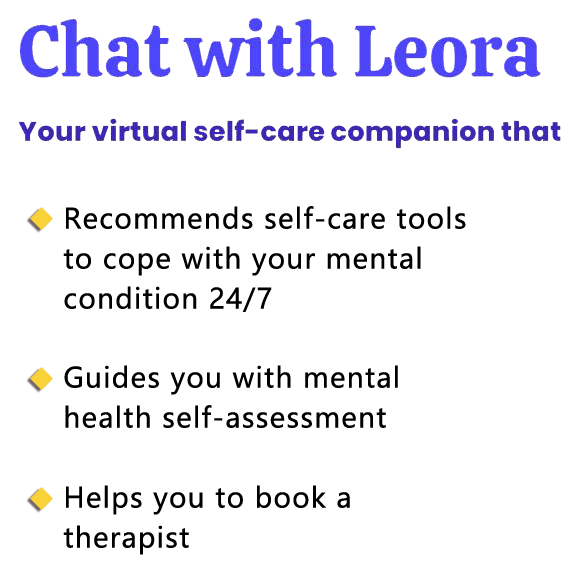 Chat with Leora
Your virtual self-care companion that
Recommends self-care tools
to cope with your mental
condition 24/7
Guides you with mental
health self-assessment
Helps you to book a
therapist